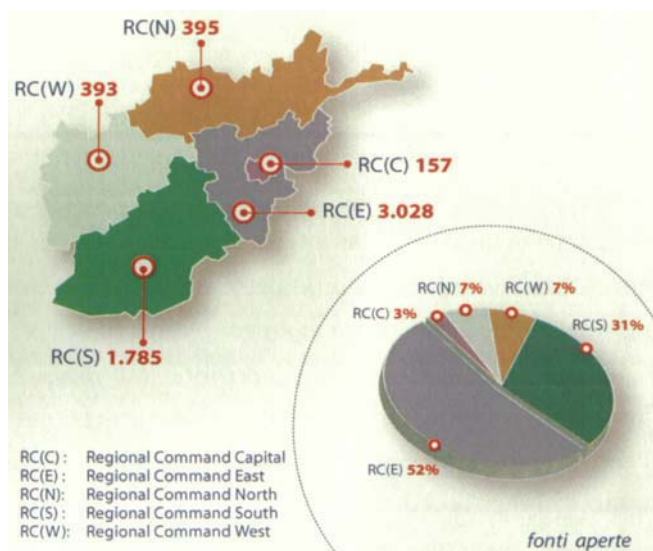 RC(N) 395
RC(W) 393
RC(C) 157
RC(E) 3.028
RC(S) 1.785
RC(N) 7%
RC(W) 7%
RC(C) 3%
RC(S) 31%
RC(E) 52%
RC(C) : Regional Command Capital
RC(E) : Regional Command East
RC(N): Regional Command North
RC(S) : Regional Command South
RC(W): Regional Command West
fonti aperte